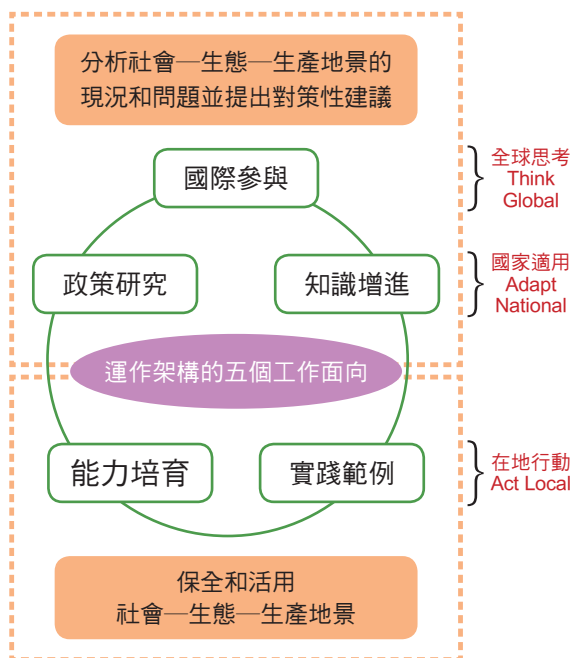 分析社會—生態—生產地景的
現況和問題並提出對策性建議
國際參與
全球思考
Think
Global
政策研究
知識增進
國家適用
Adapt
National
運作架構的五個工作面向
能力培育
實踐範例
在地行動
Act Local
保全和活用
社會—生態—生產地景